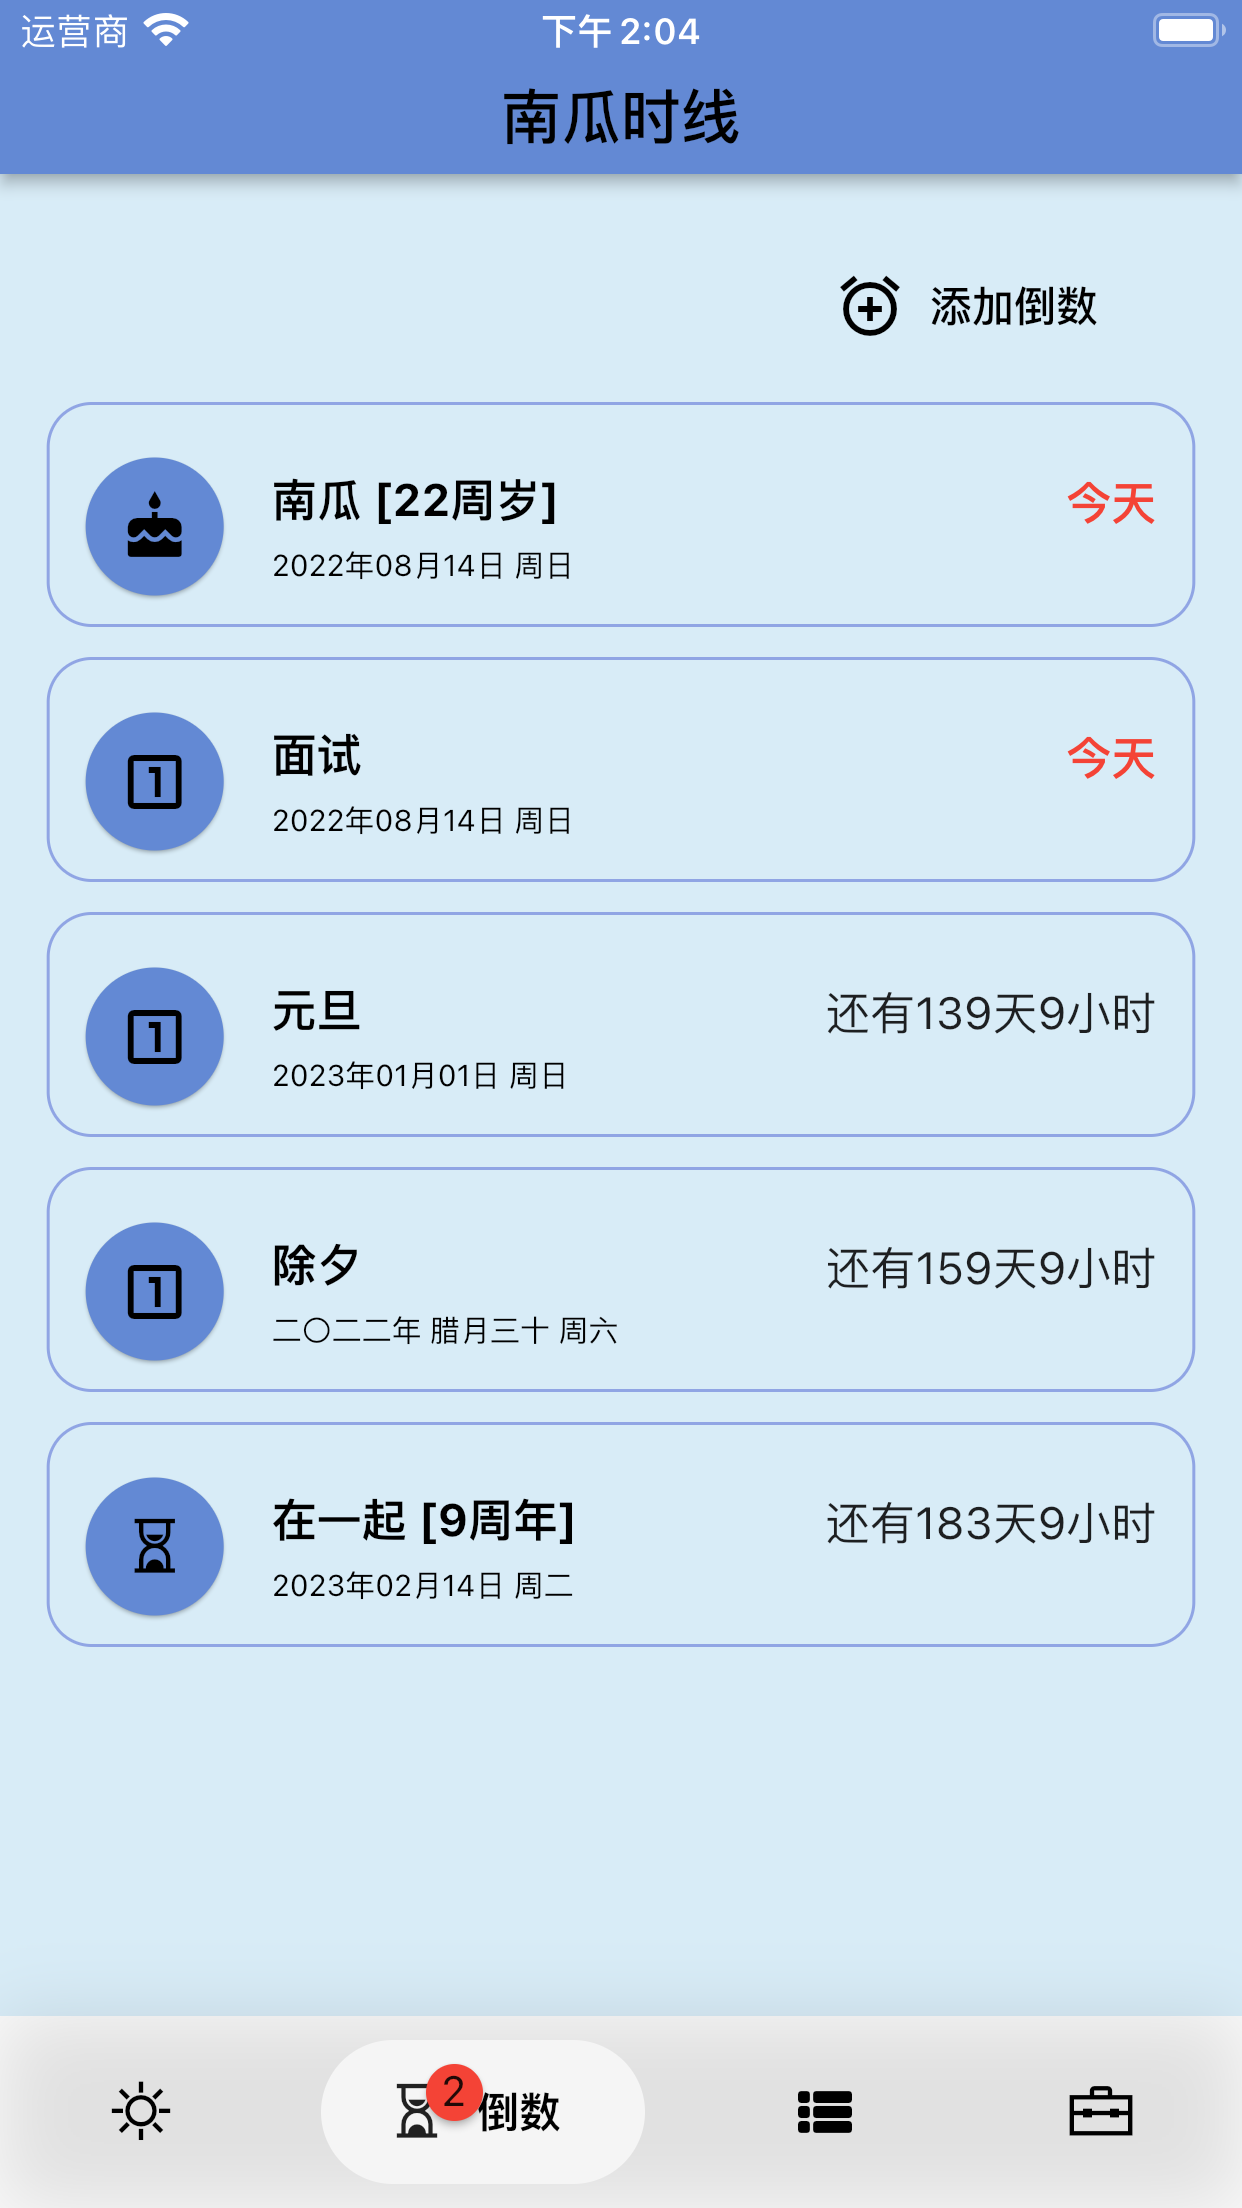 运营商
下午2:04
南瓜时线
添加倒数
南瓜 [22周岁]
今天
2022年08月14日 周日
面试
今天
2022年08月14日 周日
元旦
还有139天9小时
2023年01月01日 周日
除夕
还有159天9小时
二〇二二年 腊月三十 周六
在一起 [9周年]
还有183天9小时
2023年02月14日 周二
2
倒数